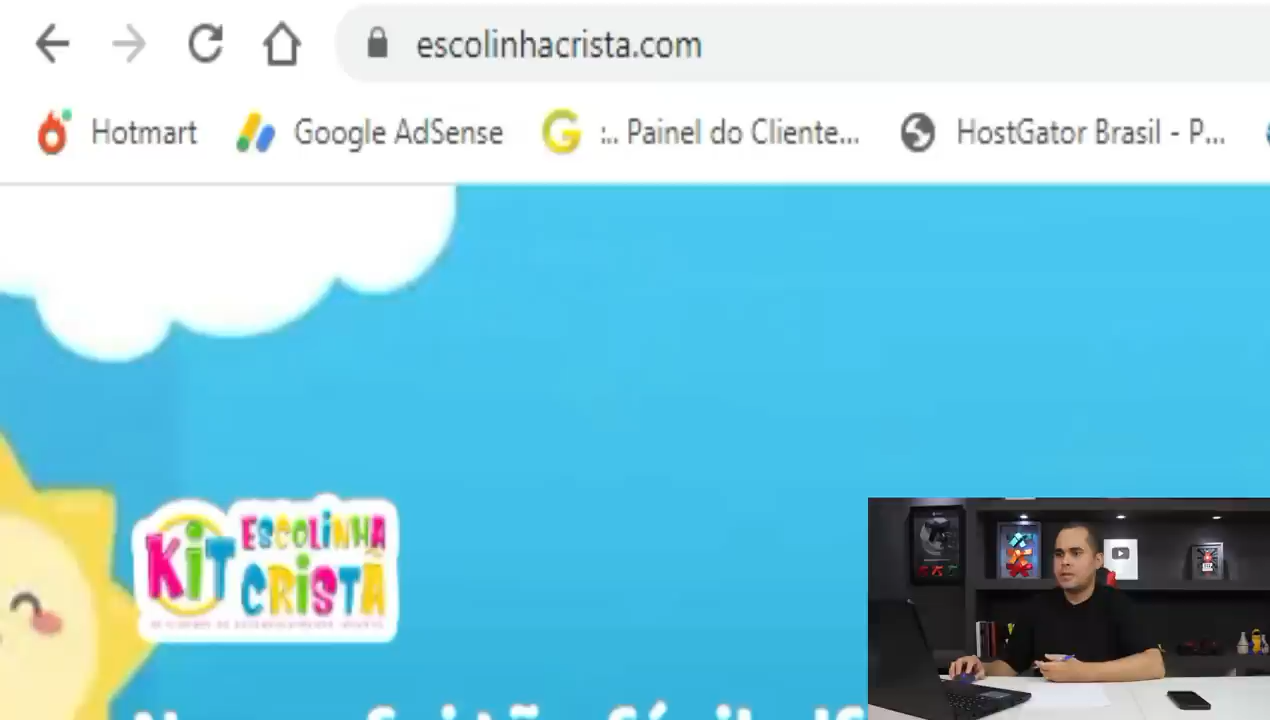 escolinhacrista.com
Hotmart
Google AdSense
:.. Painel do Cliente...
HostGator Brasil - P...
KiT ESCOLiNHA CRiSTÃ